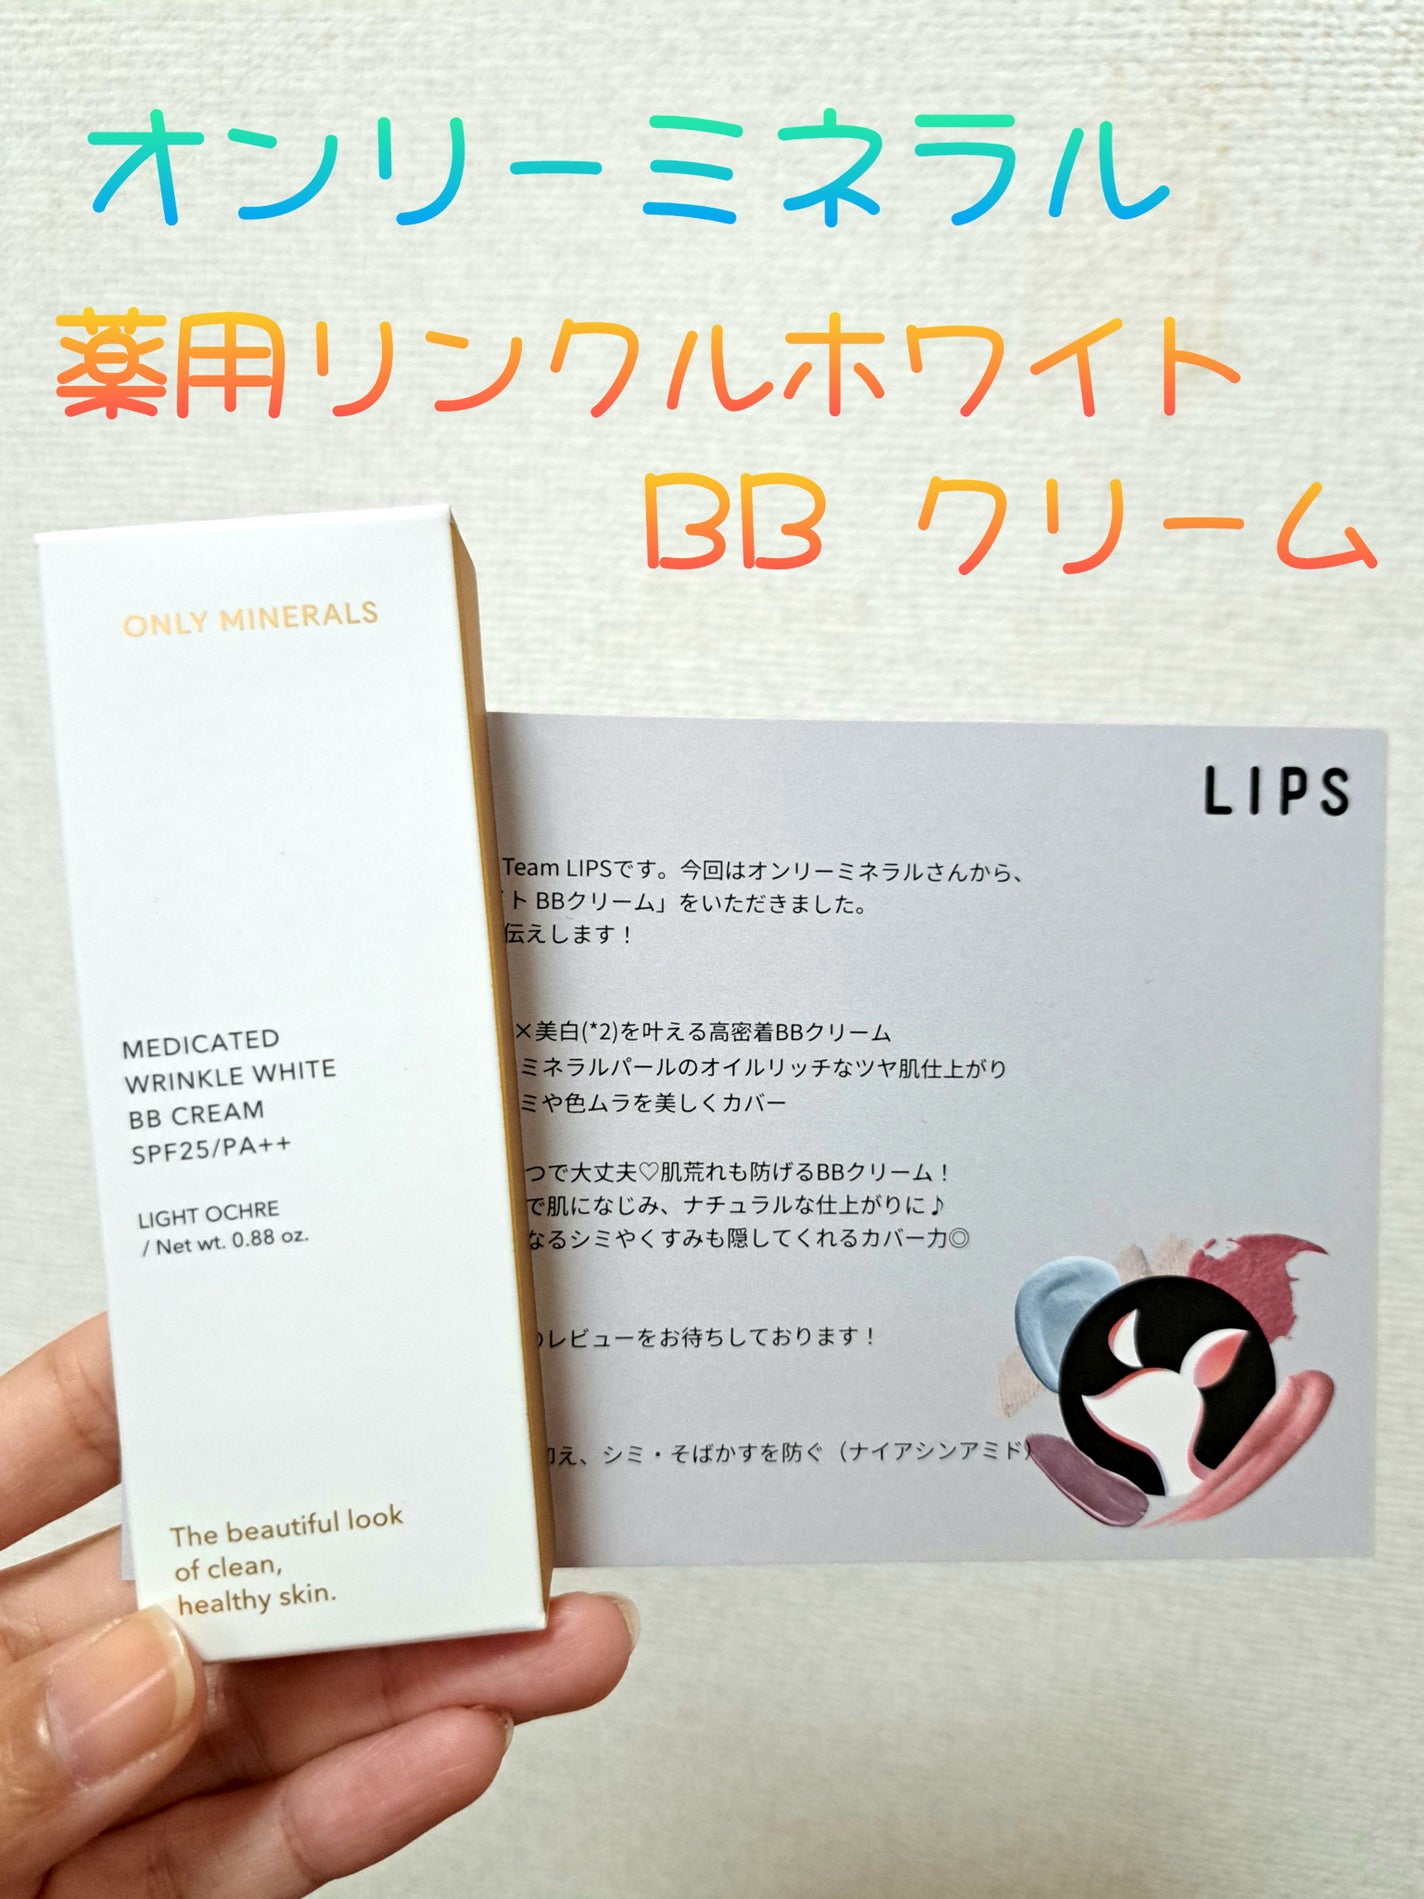 オンリーミネラル
薬用リンクルホワイト
BB クリーム
ONLY MINERALS
MEDICATED
WRINKLE WHITE
BB CREAM
SPF25/PA++
LIGHT OCHRE
/ Net wt. 0.88 oz.
The beautiful look
of clean,
healthy skin.
LIPS
Team LIPSです。今回はオンリーミネラルさんから、
ト BBクリーム」をいただきました。
伝えします！
×美白(*2)を叶える高密着BBクリーム
ミネラルパールのオイルリッチなツヤ肌仕上がり
ミや色ムラを美しくカバー
つで大丈夫♡肌荒れも防げるBBクリーム！
で肌になじみ、ナチュラルな仕上がりに♪
なるシミやくすみも隠してくれるカバー力◎
レビューをお待ちしております！
え、シミ・そばかすを防ぐ（ナイアシンアミド）